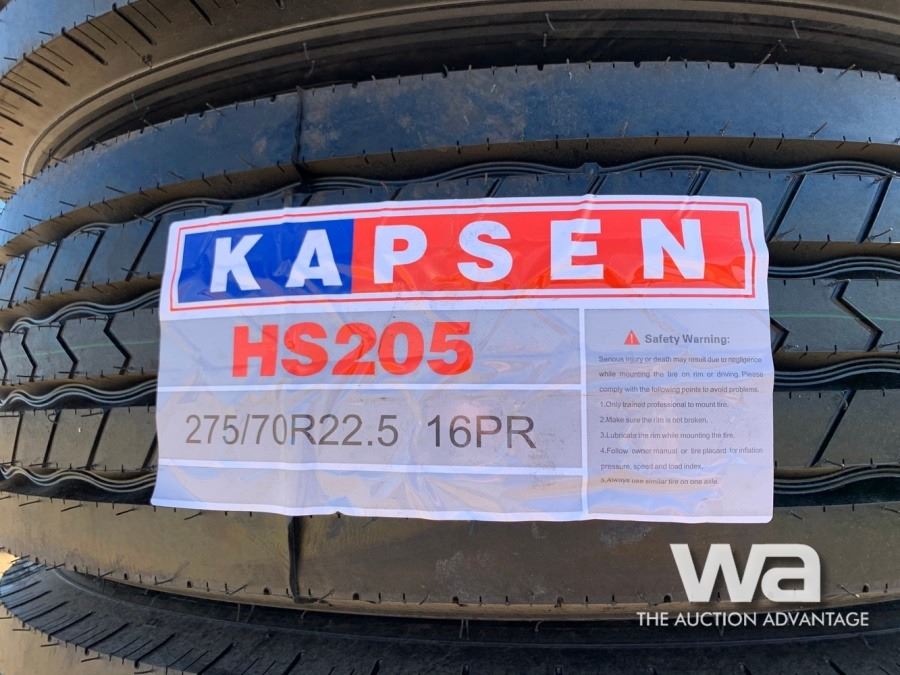 KAPSEN
HS205
275/70R22.5 16PR
Safety Warning:
Serious injury or death may result due to negligence
while mounting the tire on rim or driving. Please
comply with the following points to avoid problems.
1.Only trained professional to mount tire.
2.Make sure the rim is not broken.
3.Lubricate the rim while mounting the tire.
4.Follow owner manual or tire placard for inflation
pressure, speed and load index.
5.Always use similar tire on one axle.
wa
THE AUCTION ADVANTAGE